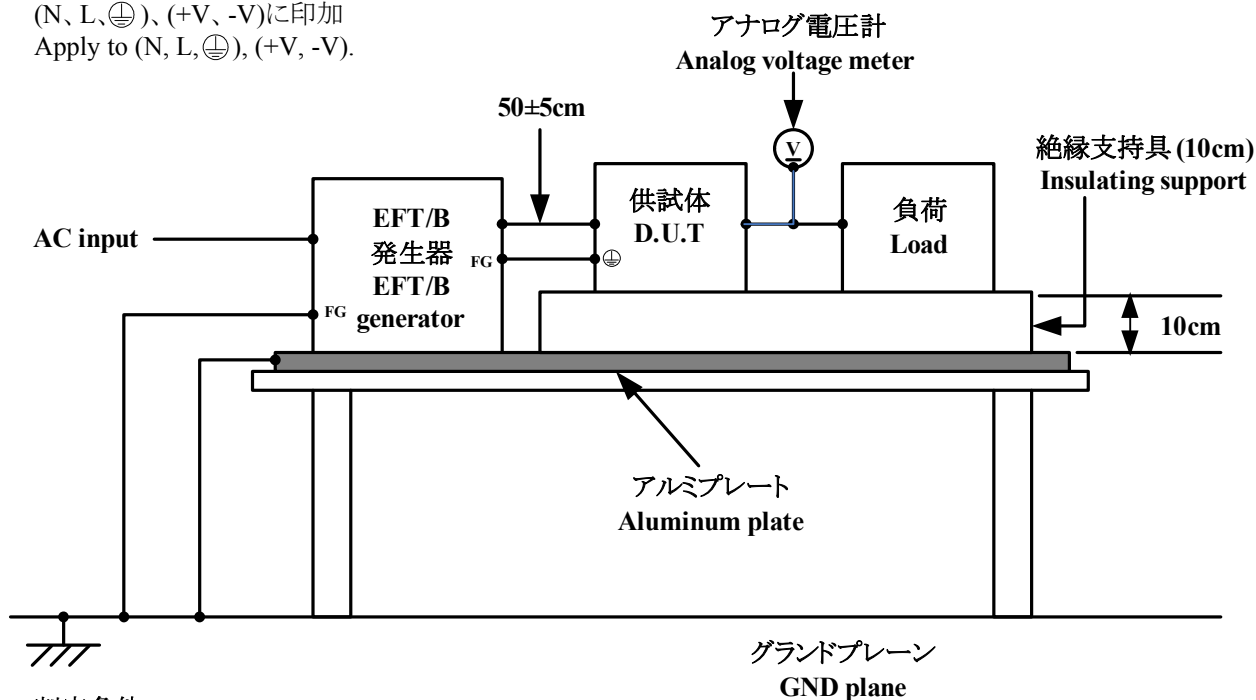 (N, L、⏚)、(+V、-V)に印加
Apply to (N, L,⏚), (+V, -V).
アナログ電圧計
Analog voltage meter
50±5cm
V
絶縁支持具 (10cm)
Insulating support
供試体
D.U.T
負荷
Load
EFT/B
発生器
EFT/B
generator
AC input
FG
FG
⏚
10cm
アルミプレート
Aluminum plate
グランドプレーン
GND plane